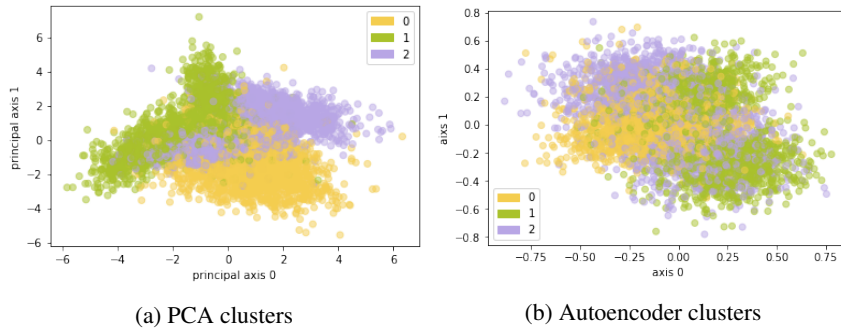 6
4
2
0
−2
−4
−6
principal axis 1
−6 −4 −2 0 2 4 6
principal axis 0
0
1
2
(a) PCA clusters
0.8
0.6
0.4
0.2
0.0
−0.2
−0.4
−0.6
−0.8
aixs 1
−0.75 −0.50 −0.25 0.00 0.25 0.50 0.75
axis 0
0
1
2
(b) Autoencoder clusters